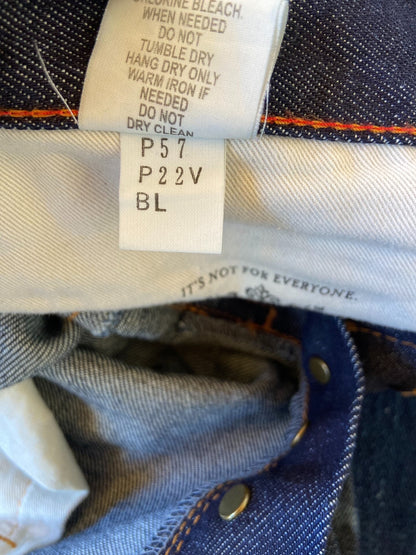 CHLORINE BLEACH.
WHEN NEEDED
DO NOT
TUMBLE DRY
HANG DRY ONLY
WARM IRON IF
NEEDED
DO NOT
DRY CLEAN
P57
P22V
BL
IT'S NOT FOR EVERYONE.